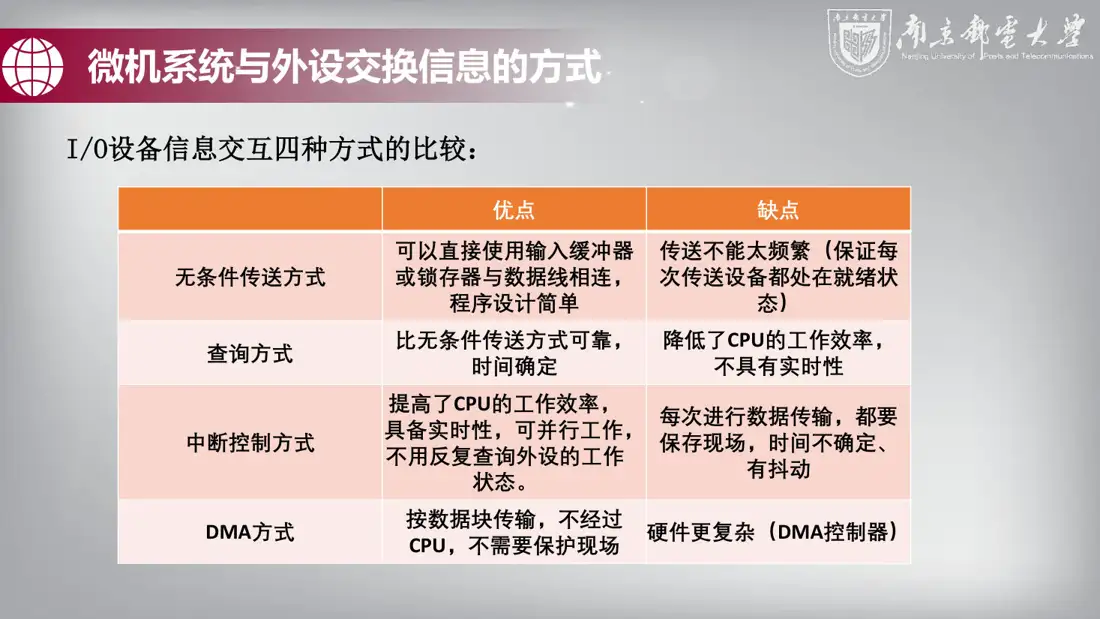 微机系统与外设交换信息的方式
南京邮电大学
Nanjing University of Posts and Telecommunications
I/O设备信息交互四种方式的比较：
优点
缺点
无条件传送方式
可以直接使用输入缓冲器
或锁存器与数据线相连，
程序设计简单
传送不能太频繁（保证每
次传送设备都处在就绪状
态）
查询方式
比无条件传送方式可靠，
时间确定
降低了CPU的工作效率，
不具有实时性
中断控制方式
提高了CPU的工作效率，
具备实时性，可并行工作，
不用反复查询外设的工作
状态。
每次进行数据传输，都要
保存现场，时间不确定、
有抖动
DMA方式
按数据块传输，不经过
CPU，不需要保护现场
硬件更复杂（DMA控制器）